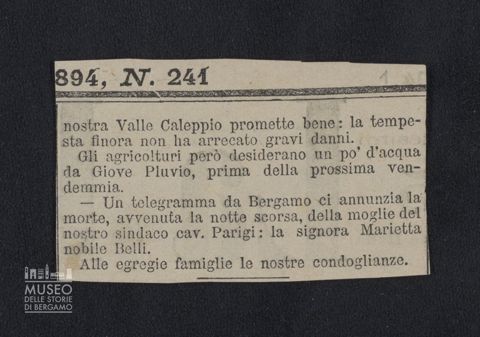 894, N. 241
nostra Valle Caleppio promette bene: la tempe-
sta finora non ha arrecato gravi danni.
Gli agricolturi però desiderano un po' d'acqua
da Giove Pluvio, prima della prossima ven-
demmia.
— Un telegramma da Bergamo ci annunzia la
morte, avvenuta la notte scorsa, della moglie del
nostro sindaco cav. Parigi: la signora Marietta
nobile Belli.
Alle egregie famiglie le nostre condoglianze.
MUSEO
DELLE STORIE
DI BERGAMO